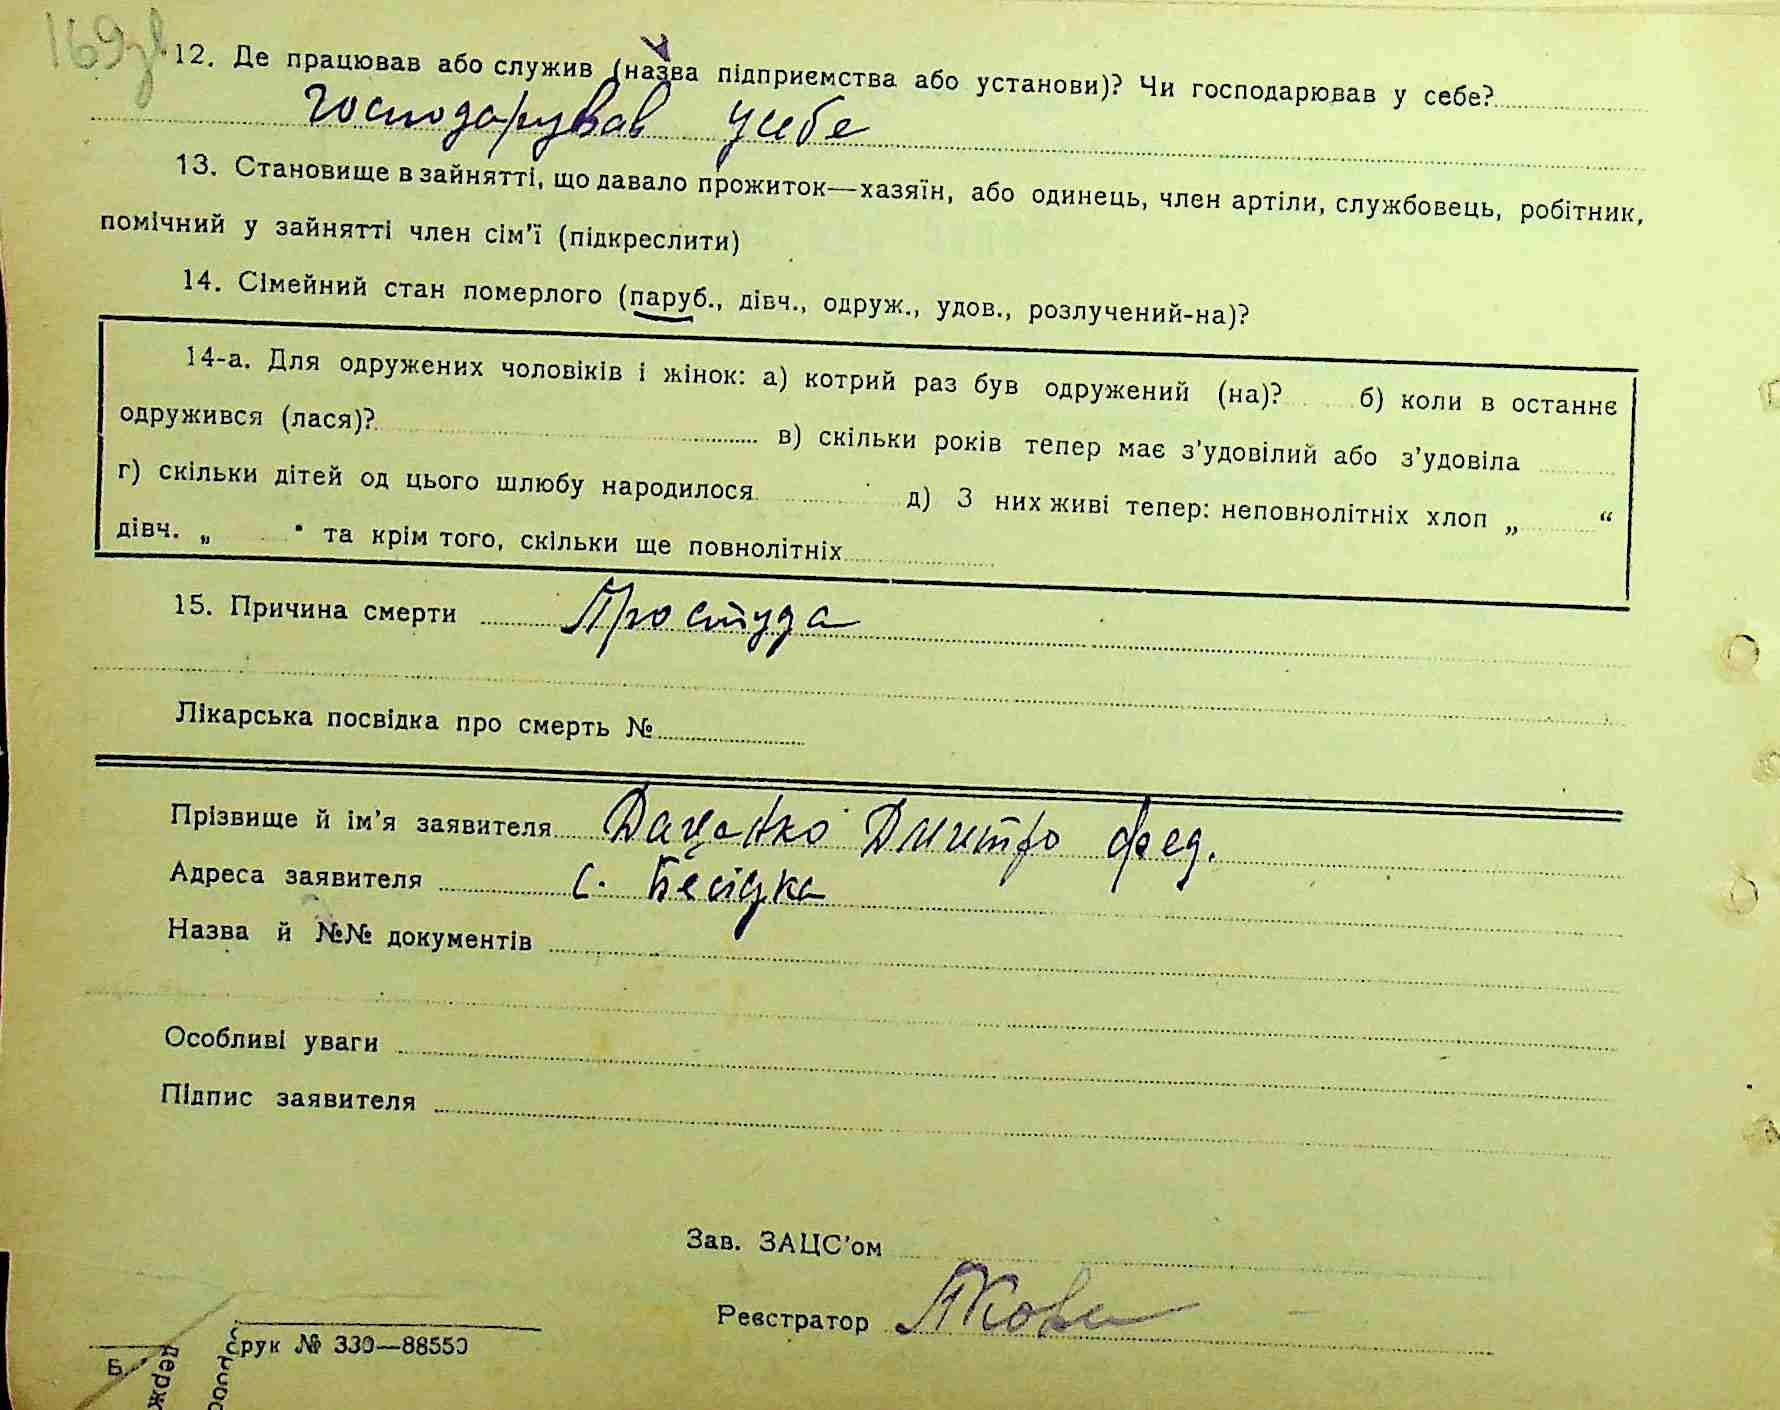 169зв
12. Де працював або служив (назва підприємства або установи)? Чи господарював у себе?
Господарував усебе
13. Становище в зайнятті, що давало прожиток—хазяїн, або одинець, член артіли, службовець, робітник,
помічний у зайнятті член сім'ї (підкреслити)
14. Сімейний стан померлого (паруб., дівч., одруж., удов., розлучений-на)?
14-а. Для одружених чоловіків і жінок: а) котрий раз був одружений (на)? б) коли в останнє
одружився (лася)? в) скільки років тепер має з'удовілий або з'удовіла
г) скільки дітей од цього шлюбу народилося д) З них живі тепер: неповнолітніх хлоп „ “
дівч. „ “ та крім того, скільки ще повнолітніх
15. Причина смерти Простуда
Лікарська посвідка про смерть №
Прізвище й ім'я заявителя Даценко Дмитро Фед.
Адреса заявителя с. Бесідка
Назва й №№ документів
Особливі уваги
Підпис заявителя
Зав. ЗАЦС'ом
Реєстратор
рук № 330—88550
Б.
держ